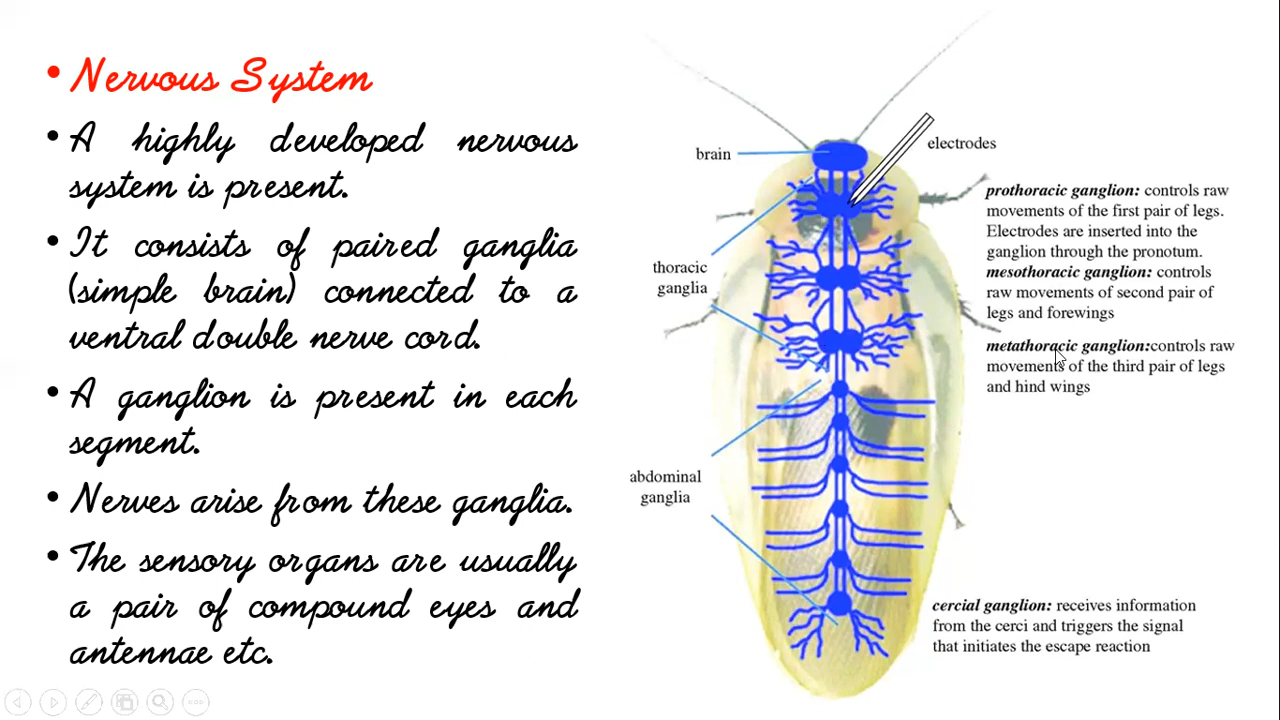 • Nervous System
• A highly developed nervous
system is present.
• It consists of paired ganglia
(simple brain) connected to a
ventral double nerve cord.
• A ganglion is present in each
segment.
• Nerves arise from these ganglia.
• The sensory organs are usually
a pair of compound eyes and
antennae etc.
brain
electrodes
thoracic
ganglia
abdominal
ganglia
prothoracic ganglion: controls raw
movements of the first pair of legs.
Electrodes are inserted into the
ganglion through the pronotum.
mesothoracic ganglion: controls
raw movements of second pair of
legs and forewings
metathoracic ganglion:controls raw
movements of the third pair of legs
and hind wings
cercial ganglion: receives information
from the cerci and triggers the signal
that initiates the escape reaction